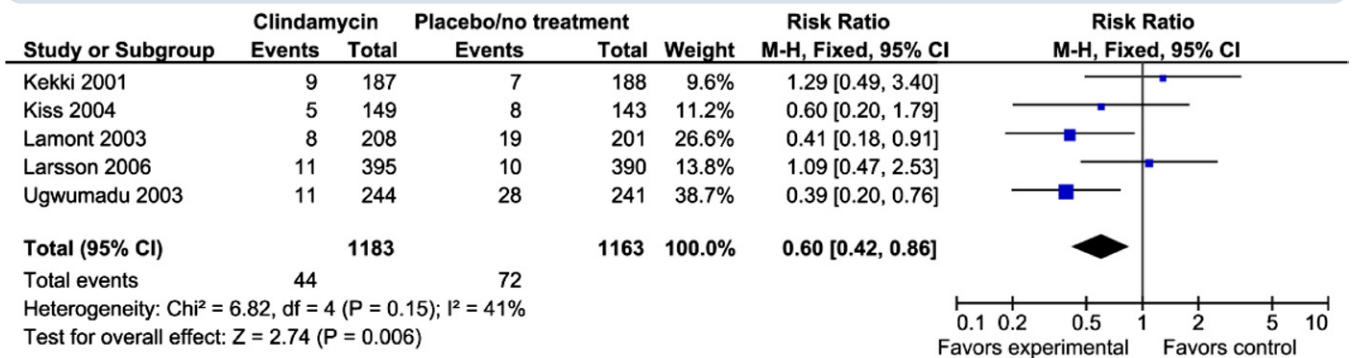 Clindamycin Placebo/no treatment Risk Ratio Risk Ratio
Study or Subgroup Events Total Events Total Weight M-H, Fixed, 95% CI M-H, Fixed, 95% CI
Kekki 2001 9 187 7 188 9.6% 1.29 [0.49, 3.40]
Kiss 2004 5 149 8 143 11.2% 0.60 [0.20, 1.79]
Lamont 2003 8 208 19 201 26.6% 0.41 [0.18, 0.91]
Larsson 2006 11 395 10 390 13.8% 1.09 [0.47, 2.53]
Ugwumadu 2003 11 244 28 241 38.7% 0.39 [0.20, 0.76]
Total (95% CI) 1183 1163 100.0% 0.60 [0.42, 0.86]
Total events 44 72
Heterogeneity: Chi² = 6.82, df = 4 (P = 0.15); I² = 41%
Test for overall effect: Z = 2.74 (P = 0.006)
0.1 0.2 0.5 1 2 5 10
Favors experimental Favors control